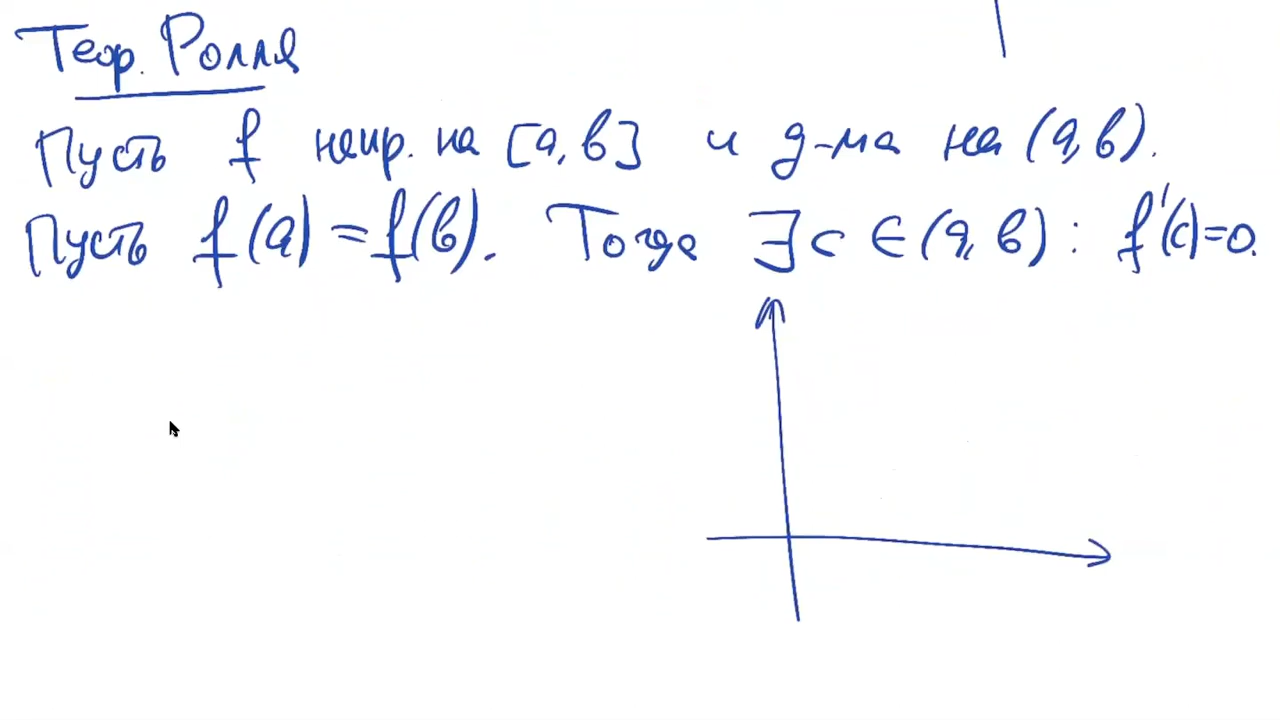 Теор. Ролля
Пусть f непр. на [a, b] и д-ма на (a, b).
Пусть f(a) = f(b). Тогда ∃ c ∈ (a, b) : f'(c)=0.